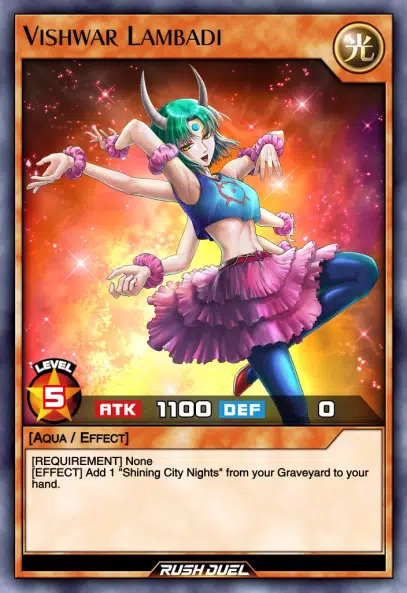 Vishwar Lambadi
光
LEVEL
5
ATK 1100 DEF 0
[Aqua / Effect]
[REQUIREMENT] None
[EFFECT] Add 1 "Shining City Nights" from your Graveyard to your
hand.
RUSH DUEL